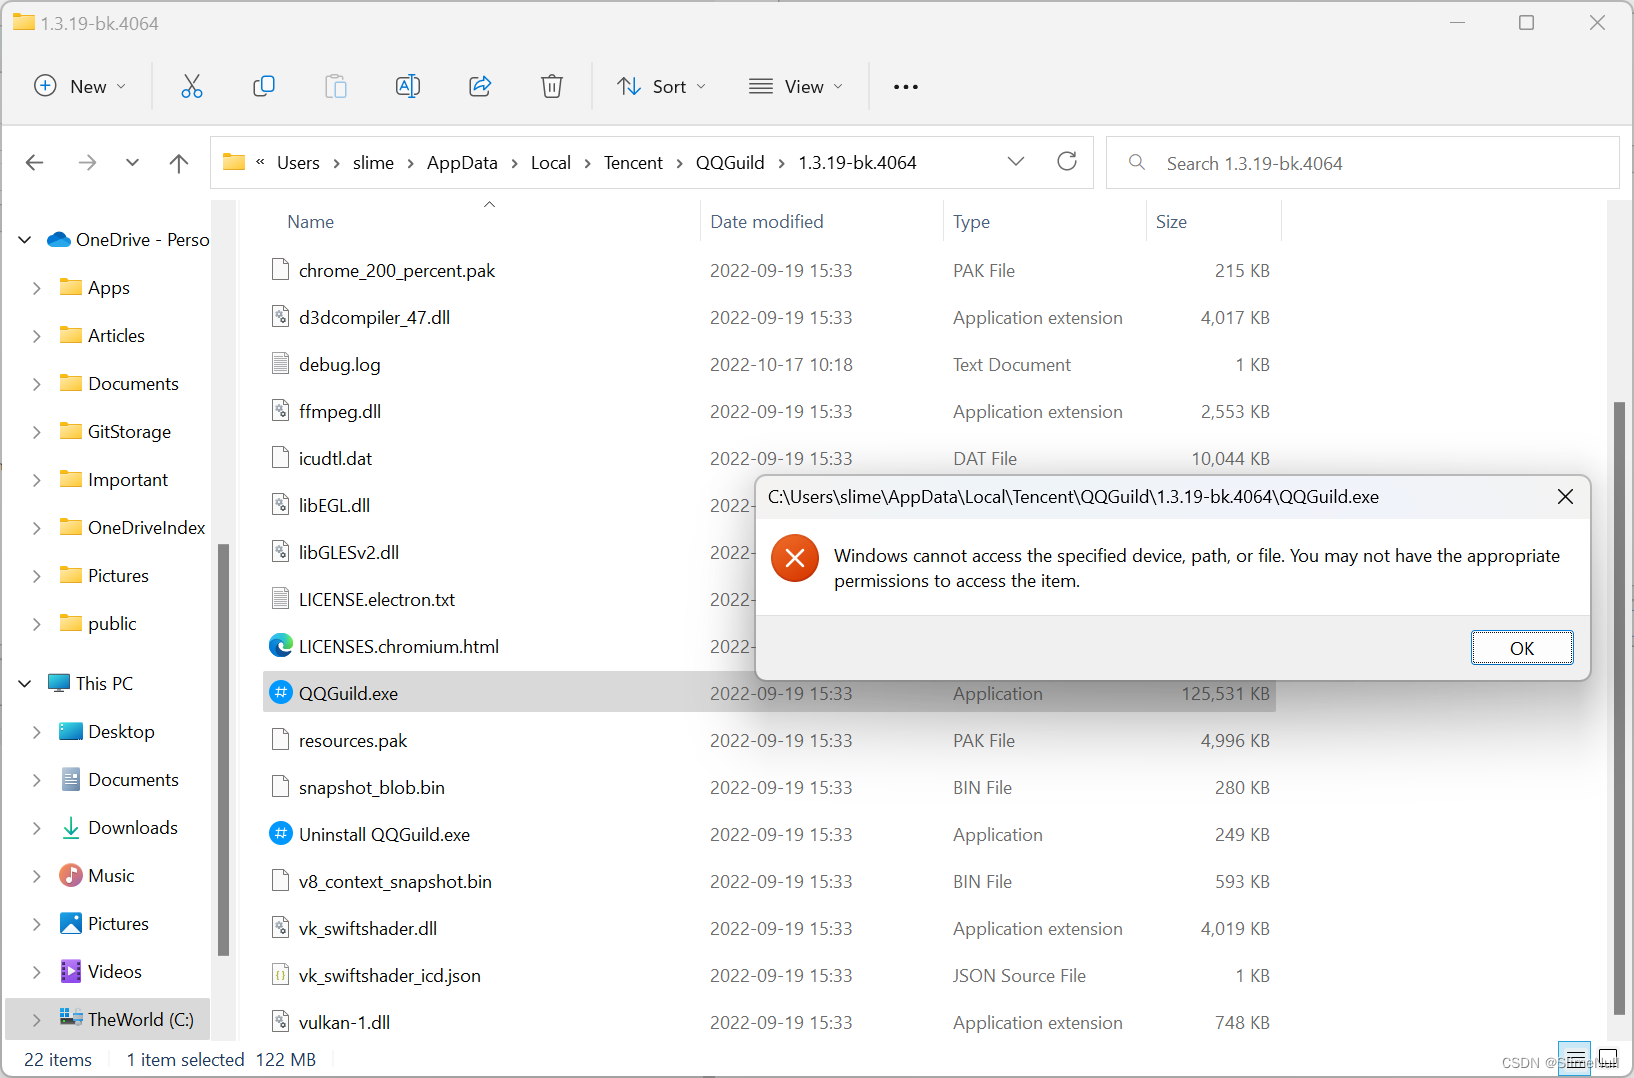 1.3.19-bk.4064
New
Sort
View
« Users > slime > AppData > Local > Tencent > QQGuild > 1.3.19-bk.4064
Search 1.3.19-bk.4064
OneDrive - Perso
Apps
Articles
Documents
GitStorage
Important
OneDriveIndex
Pictures
public
This PC
Desktop
Documents
Downloads
Music
Pictures
Videos
TheWorld (C:)
Name Date modified Type Size
chrome_200_percent.pak 2022-09-19 15:33 PAK File 215 KB
d3dcompiler_47.dll 2022-09-19 15:33 Application extension 4,017 KB
debug.log 2022-10-17 10:18 Text Document 1 KB
ffmpeg.dll 2022-09-19 15:33 Application extension 2,553 KB
icudtl.dat 2022-09-19 15:33 DAT File 10,044 KB
libEGL.dll 2022-
libGLESv2.dll 2022-
LICENSE.electron.txt 2022-
LICENSES.chromium.html 2022-
QQGuild.exe 2022-09-19 15:33 Application 125,531 KB
resources.pak 2022-09-19 15:33 PAK File 4,996 KB
snapshot_blob.bin 2022-09-19 15:33 BIN File 280 KB
Uninstall QQGuild.exe 2022-09-19 15:33 Application 249 KB
v8_context_snapshot.bin 2022-09-19 15:33 BIN File 593 KB
vk_swiftshader.dll 2022-09-19 15:33 Application extension 4,019 KB
vk_swiftshader_icd.json 2022-09-19 15:33 JSON Source File 1 KB
vulkan-1.dll 2022-09-19 15:33 Application extension 748 KB
C:\Users\slime\AppData\Local\Tencent\QQGuild\1.3.19-bk.4064\QQGuild.exe
Windows cannot access the specified device, path, or file. You may not have the appropriate
permissions to access the item.
OK
22 items 1 item selected 122 MB
CSDN @SlimeNull